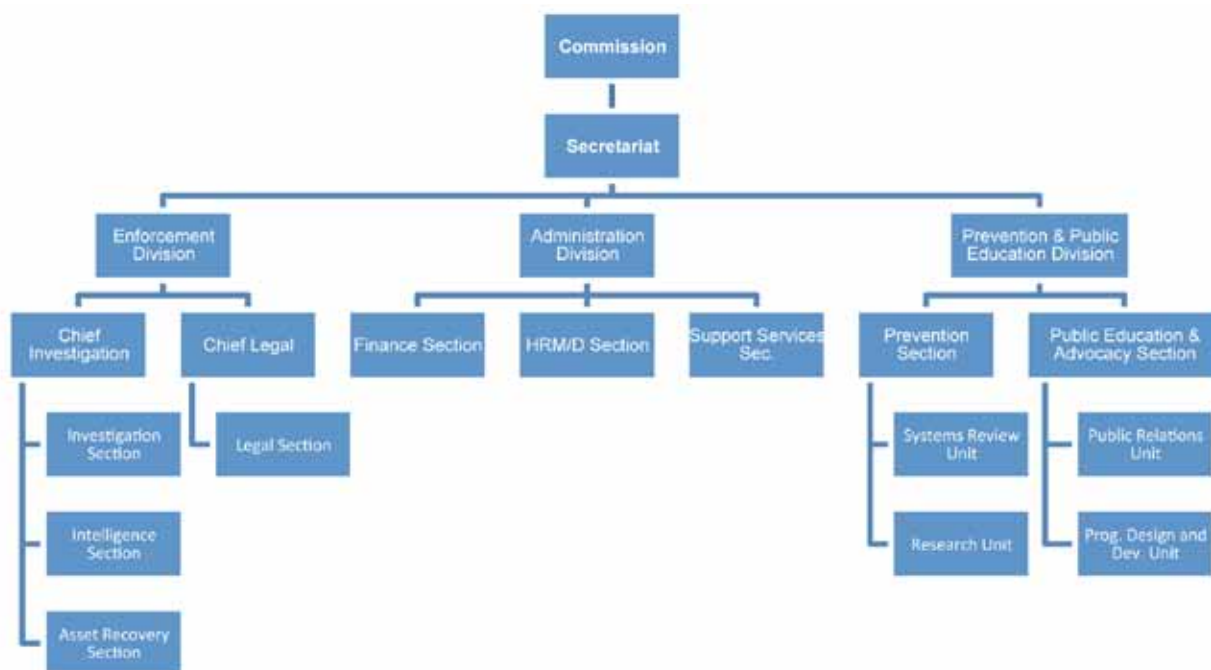 Commission
Secretariat
Enforcement
Division
Administration
Division
Prevention & Public
Education Division
Chief
Investigation
Chief Legal
Finance Section
HRM/D Section
Support Services
Sec.
Prevention
Section
Public Education &
Advocacy Section
Investigation
Section
Legal Section
Systems Review
Unit
Public Relations
Unit
Intelligence
Section
Research Unit
Prog. Design and
Dev. Unit
Asset Recovery
Section